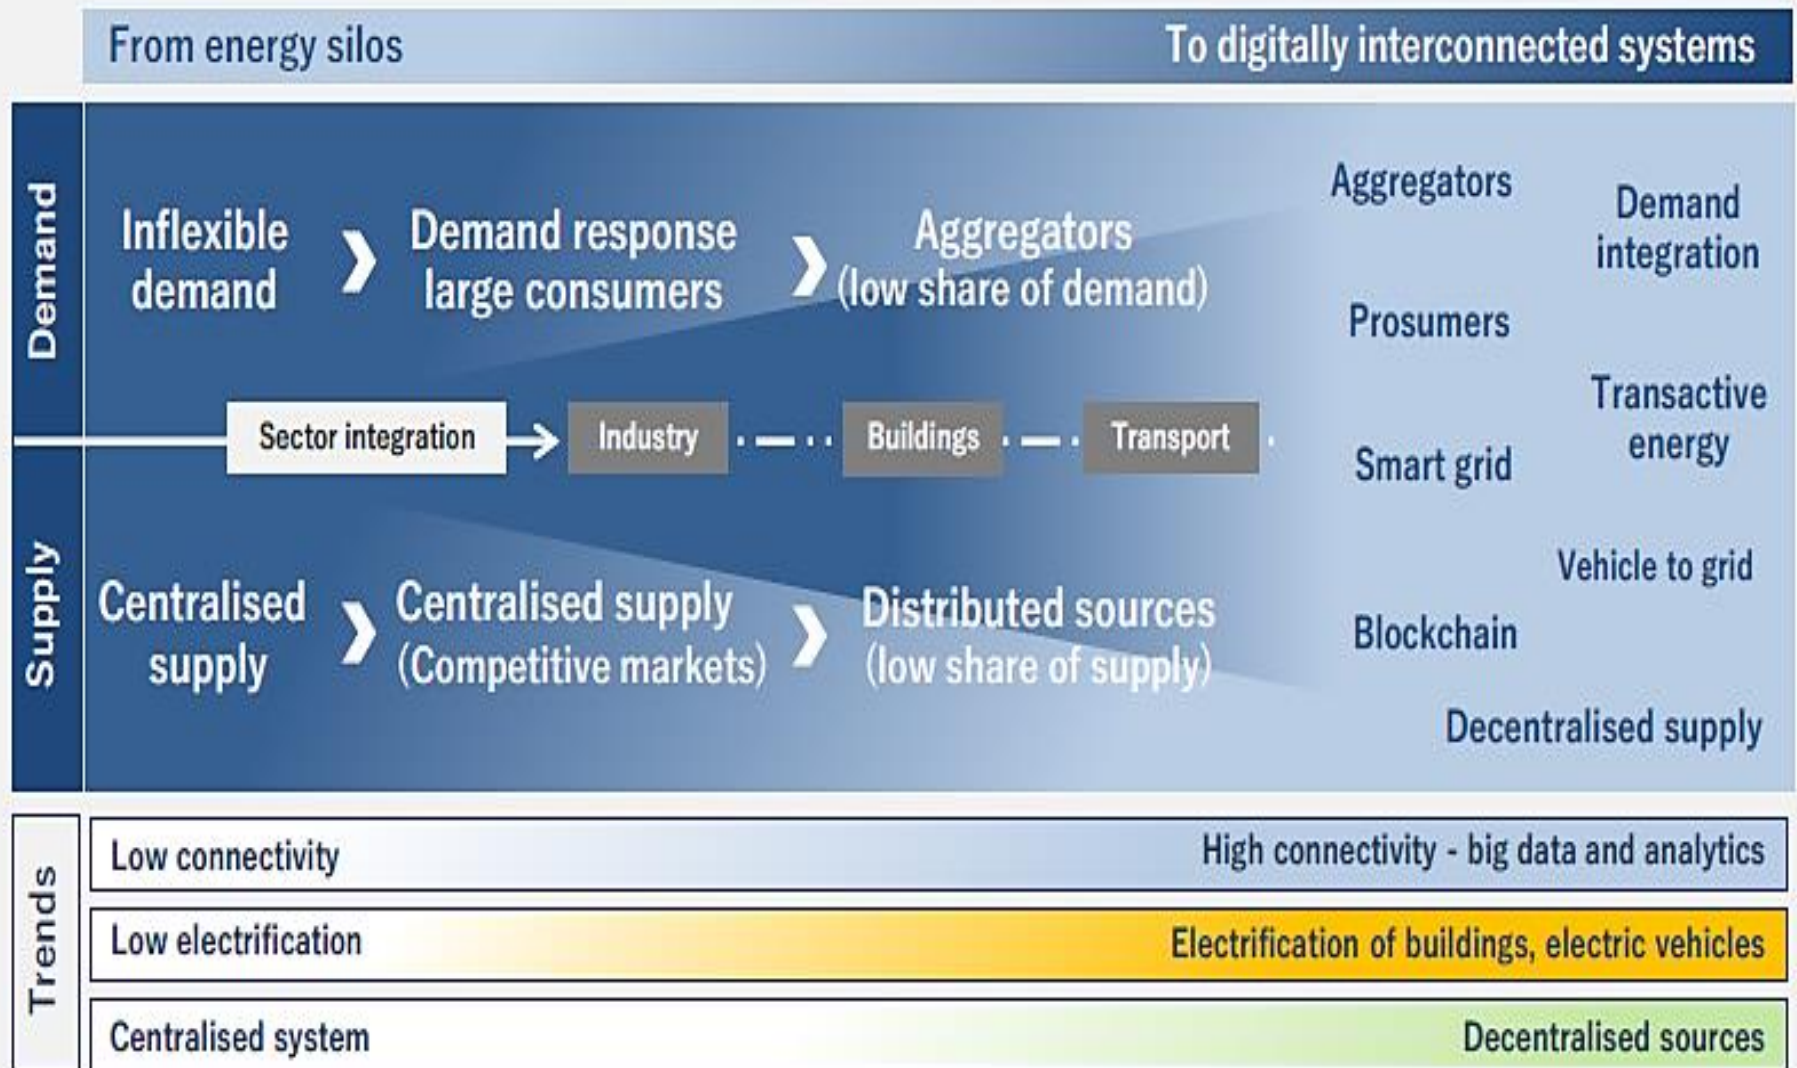 From energy silos
To digitally interconnected systems
Demand
Inflexible
demand
Demand response
large consumers
Aggregators
(low share of demand)
Aggregators
Demand
integration
Prosumers
Transactive
energy
Sector integration
Industry
Buildings
Transport
Smart grid
Supply
Centralised
supply
Centralised supply
(Competitive markets)
Distributed sources
(low share of supply)
Vehicle to grid
Blockchain
Decentralised supply
Trends
Low connectivity
High connectivity - big data and analytics
Low electrification
Electrification of buildings, electric vehicles
Centralised system
Decentralised sources